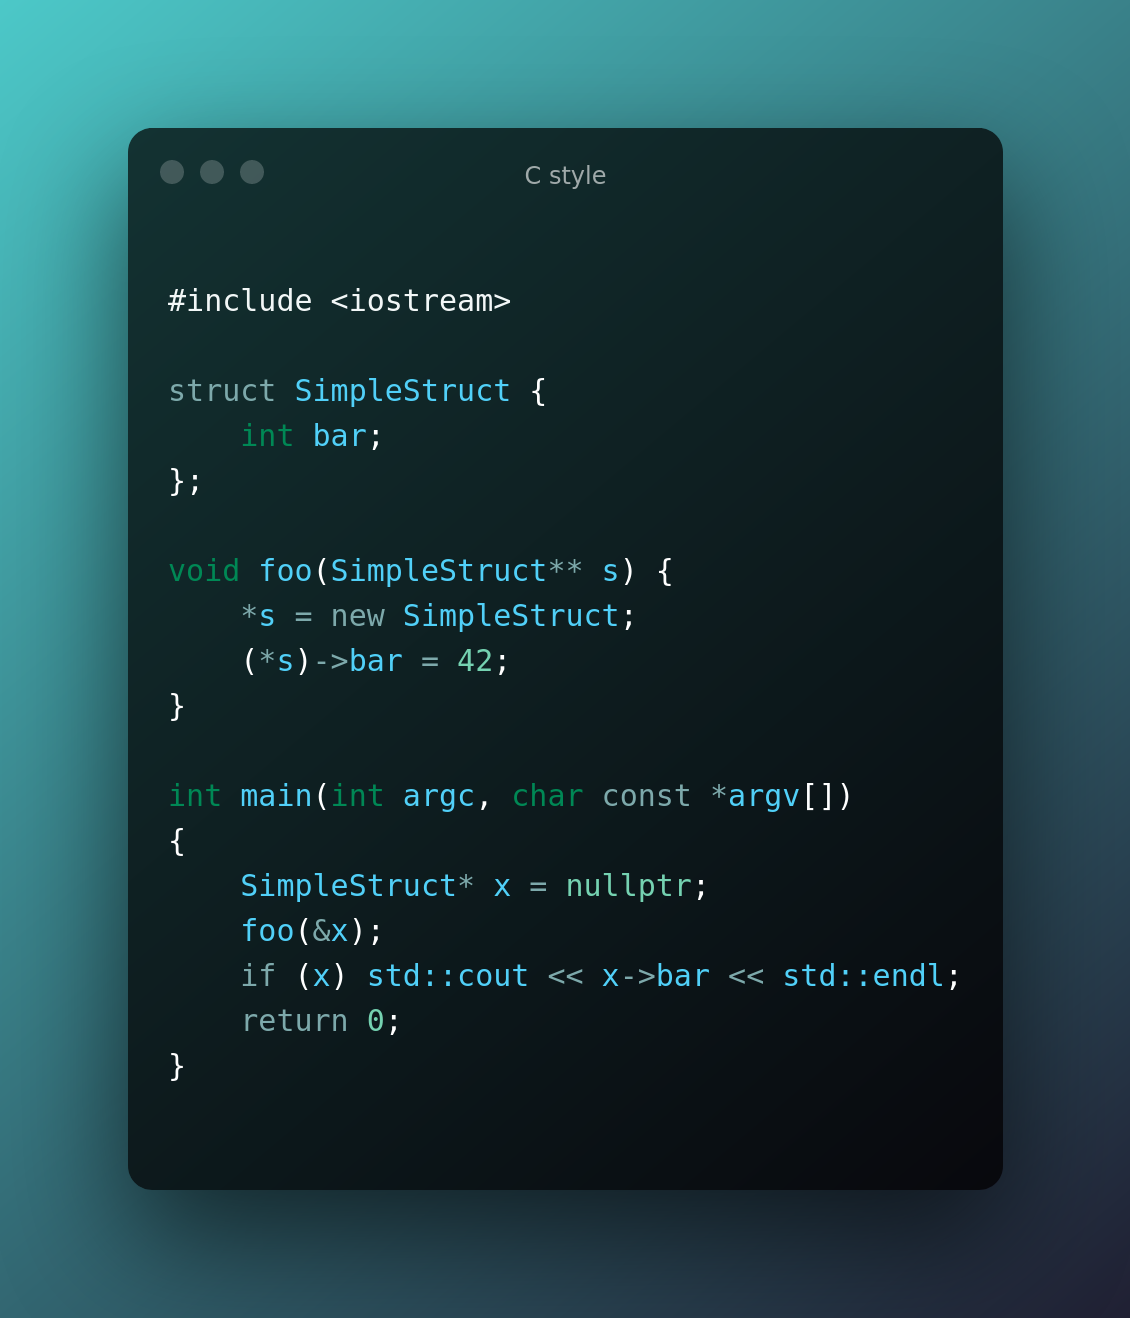 C style
#include <iostream>
struct SimpleStruct {
    int bar;
};
void foo(SimpleStruct** s) {
    *s = new SimpleStruct;
    (*s)->bar = 42;
}
int main(int argc, char const *argv[])
{
    SimpleStruct* x = nullptr;
    foo(&x);
    if (x) std::cout << x->bar << std::endl;
    return 0;
}